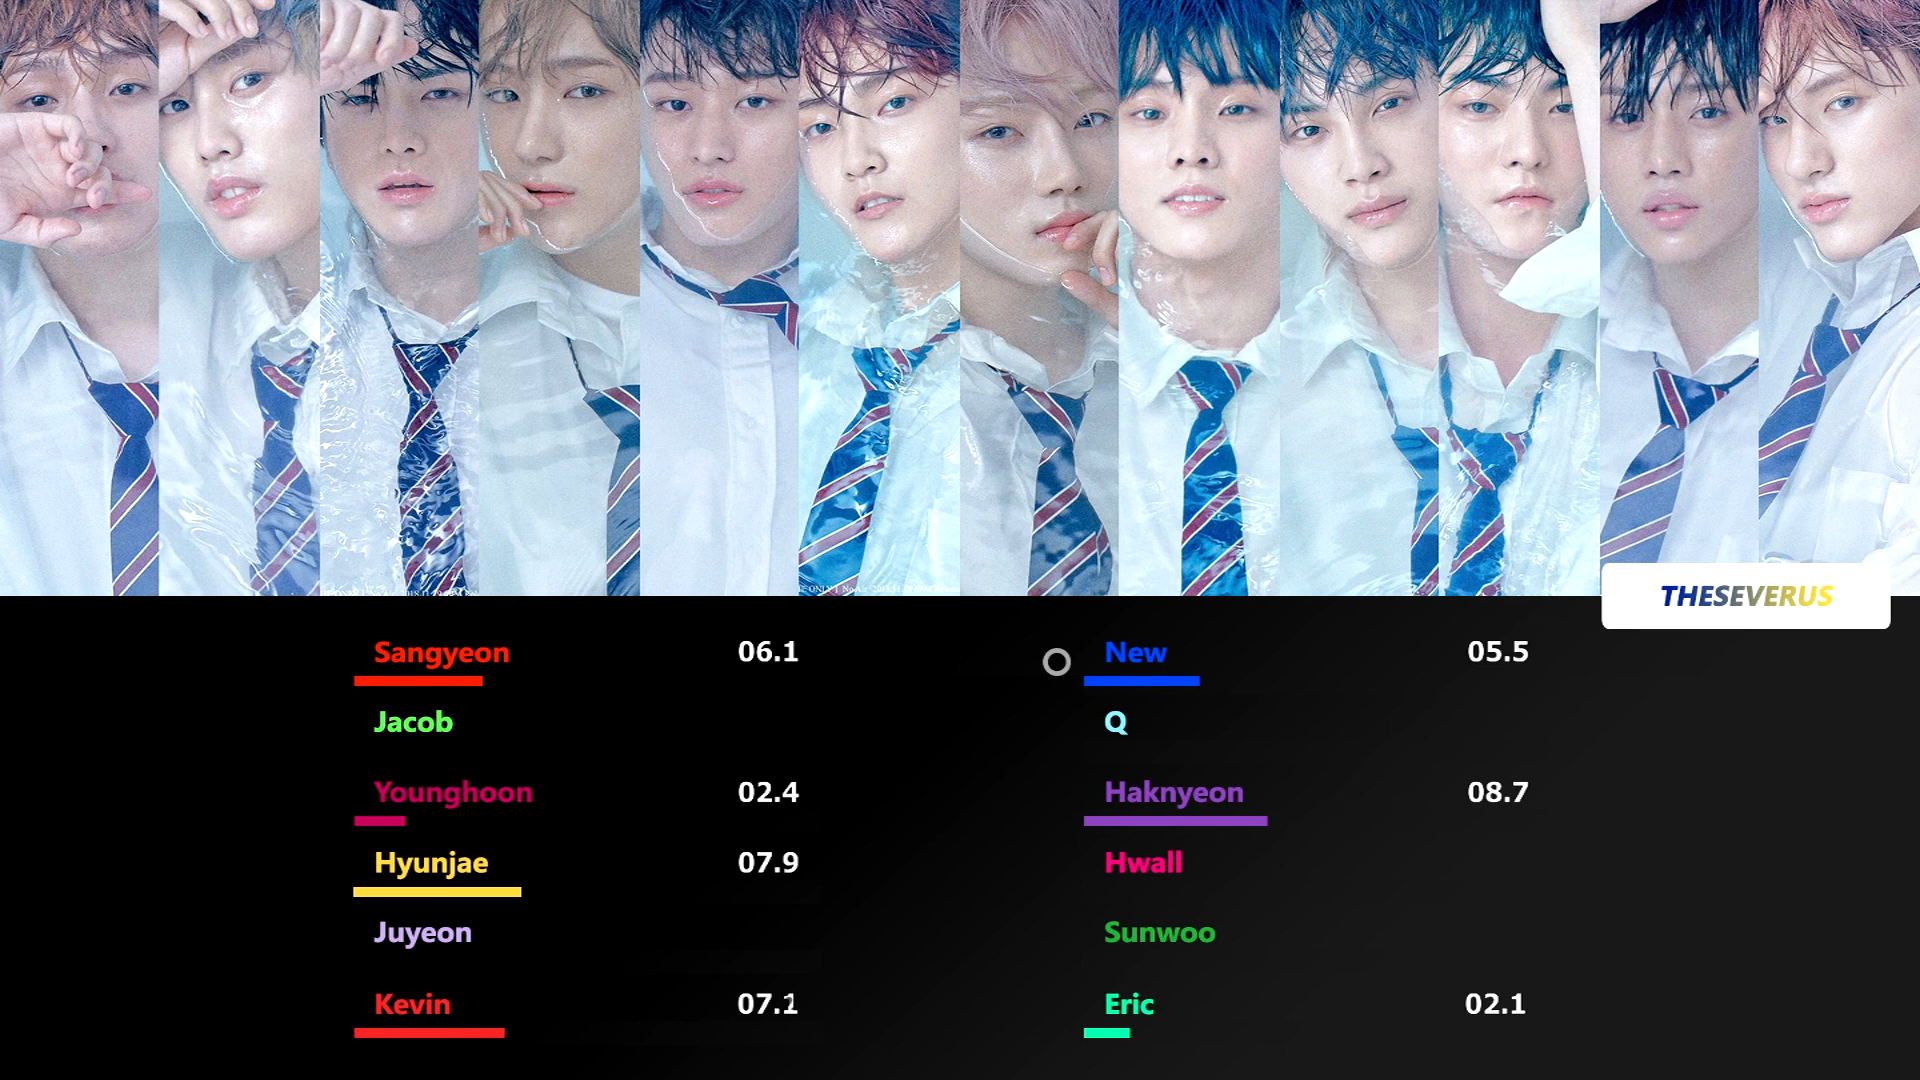 THESEVERUS
Sangyeon 06.1
Jacob
Younghoon 02.4
Hyunjae 07.9
Juyeon
Kevin 07.1
New 05.5
Q
Haknyeon 08.7
Hwall
Sunwoo
Eric 02.1